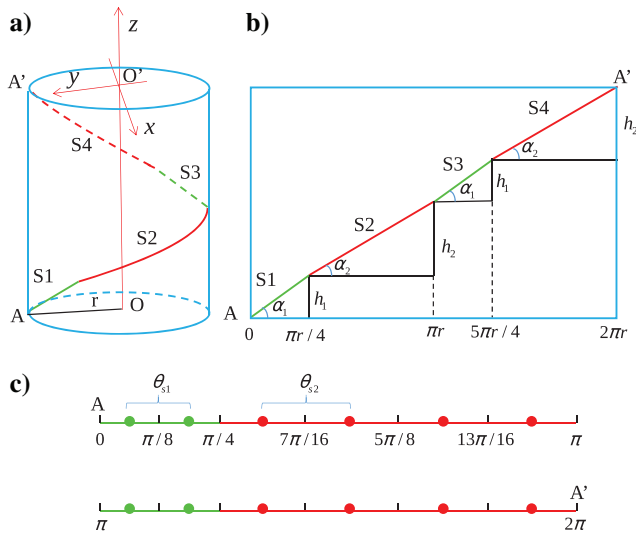 a)
z
A’
y
O’
x
S4
S3
S2
S1
r
A
O
b)
A’
S4
h₂
α₂
S3
α₁
h₁
S2
α₂
h₂
S1
α₁
h₁
A
0
πr / 4
πr
5πr / 4
2πr
c)
θₛ₁
θₛ₂
A
0
π / 8
π / 4
7π / 16
5π / 8
13π / 16
π
A’
π
2π